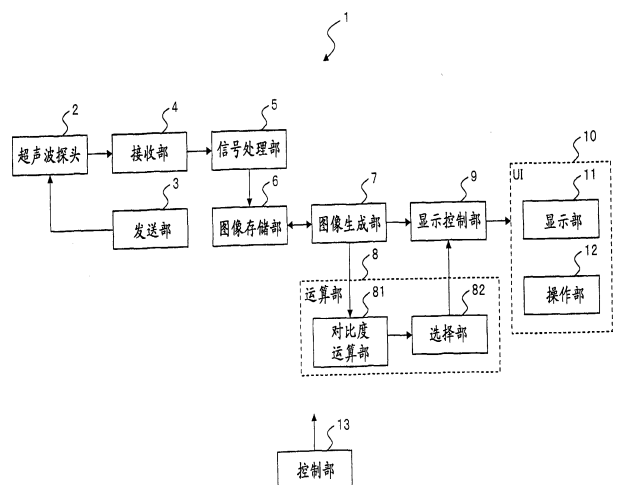 1
2
超声波探头
4
接收部
5
信号处理部
3
发送部
6
图像存储部
7
图像生成部
9
显示控制部
10
UI
11
显示部
12
操作部
8
运算部
81
对比度
运算部
82
选择部
13
控制部